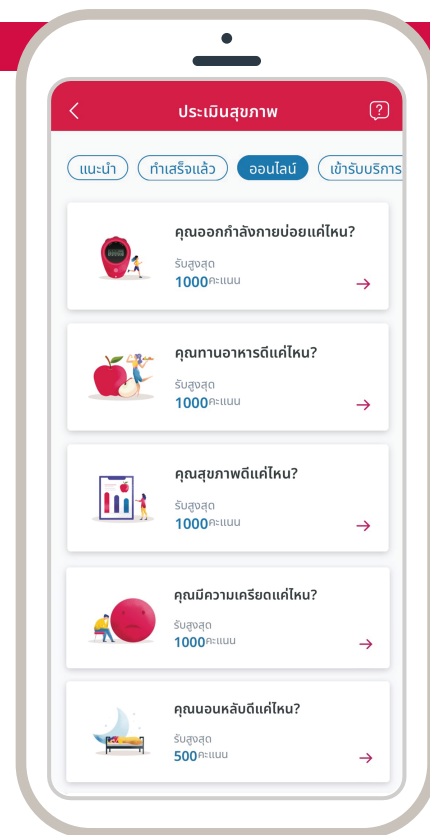 ประเมินสุขภาพ
แนะนำ ทำเสร็จแล้ว ออนไลน์ เข้ารับบริการ
คุณออกกำลังกายบ่อยแค่ไหน?
รับสูงสุด
1000คะแนน
คุณทานอาหารดีแค่ไหน?
รับสูงสุด
1000คะแนน
คุณสุขภาพดีแค่ไหน?
รับสูงสุด
1000คะแนน
คุณมีความเครียดแค่ไหน?
รับสูงสุด
1000คะแนน
คุณนอนหลับดีแค่ไหน?
รับสูงสุด
500คะแนน